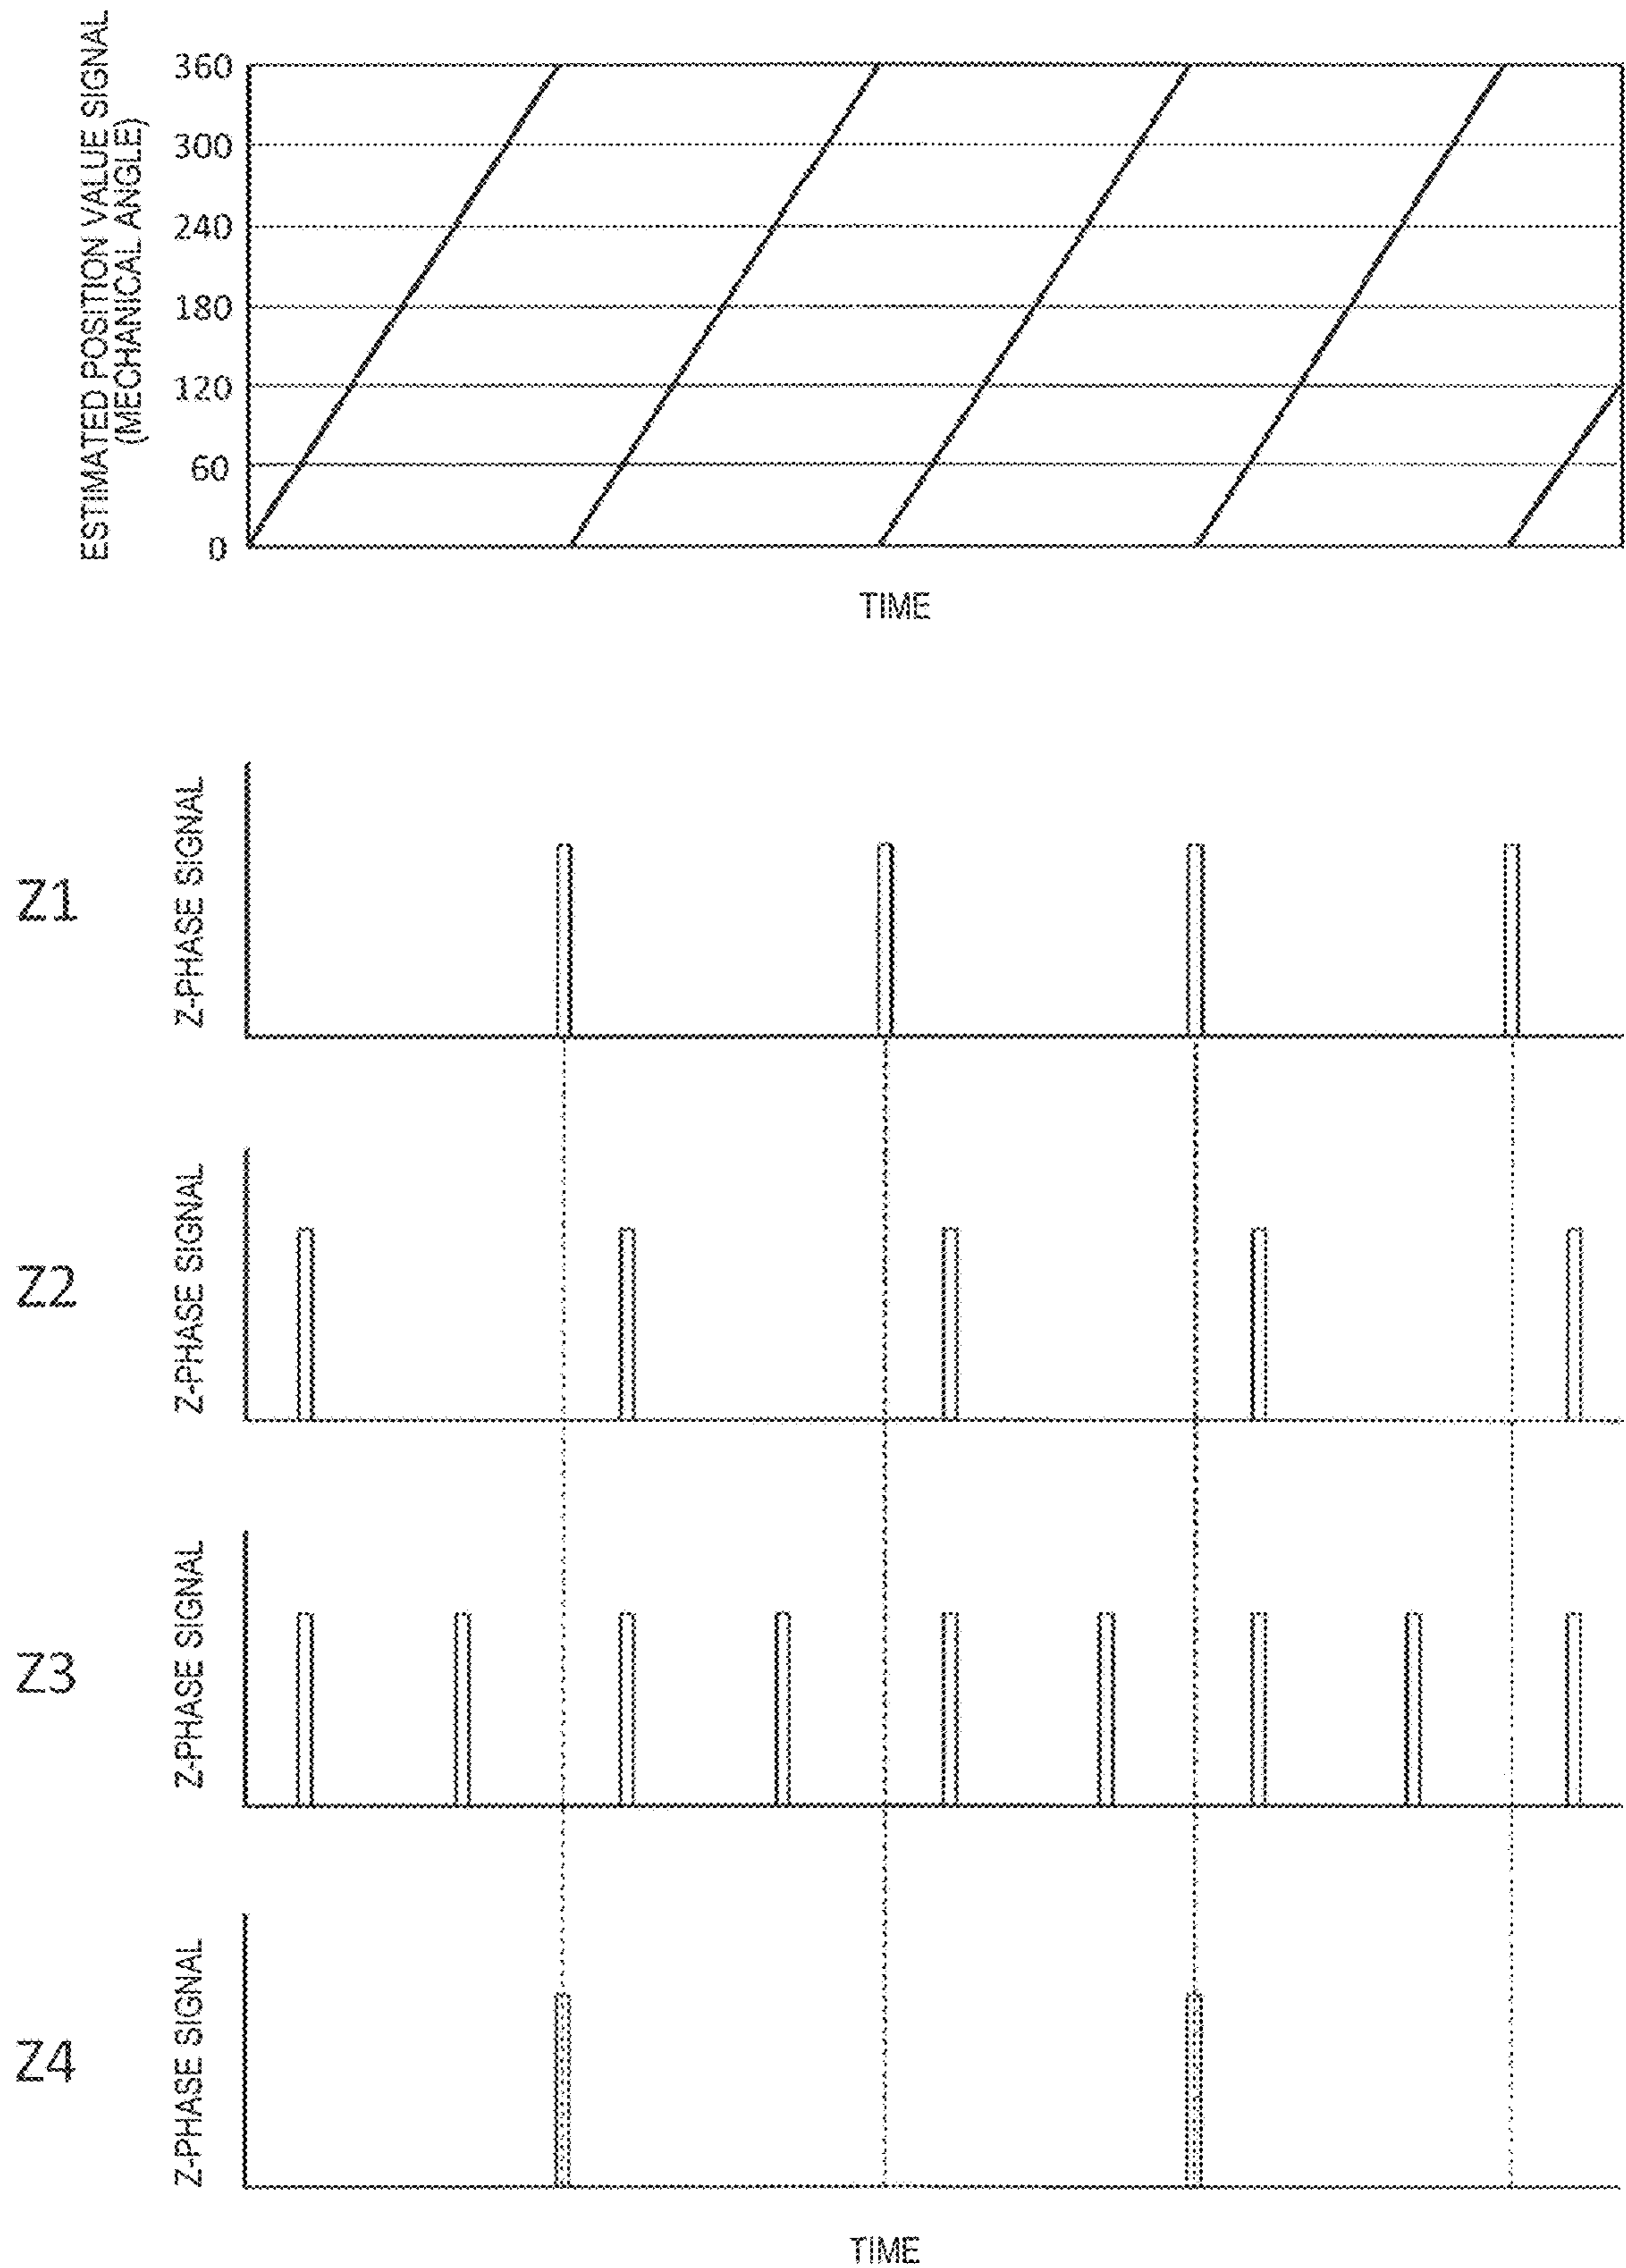 ESTIMATED POSITION VALUE SIGNAL
(MECHANICAL ANGLE)
360
300
240
180
120
60
0
TIME
Z1
Z-PHASE SIGNAL
Z2
Z-PHASE SIGNAL
Z3
Z-PHASE SIGNAL
Z4
Z-PHASE SIGNAL
TIME